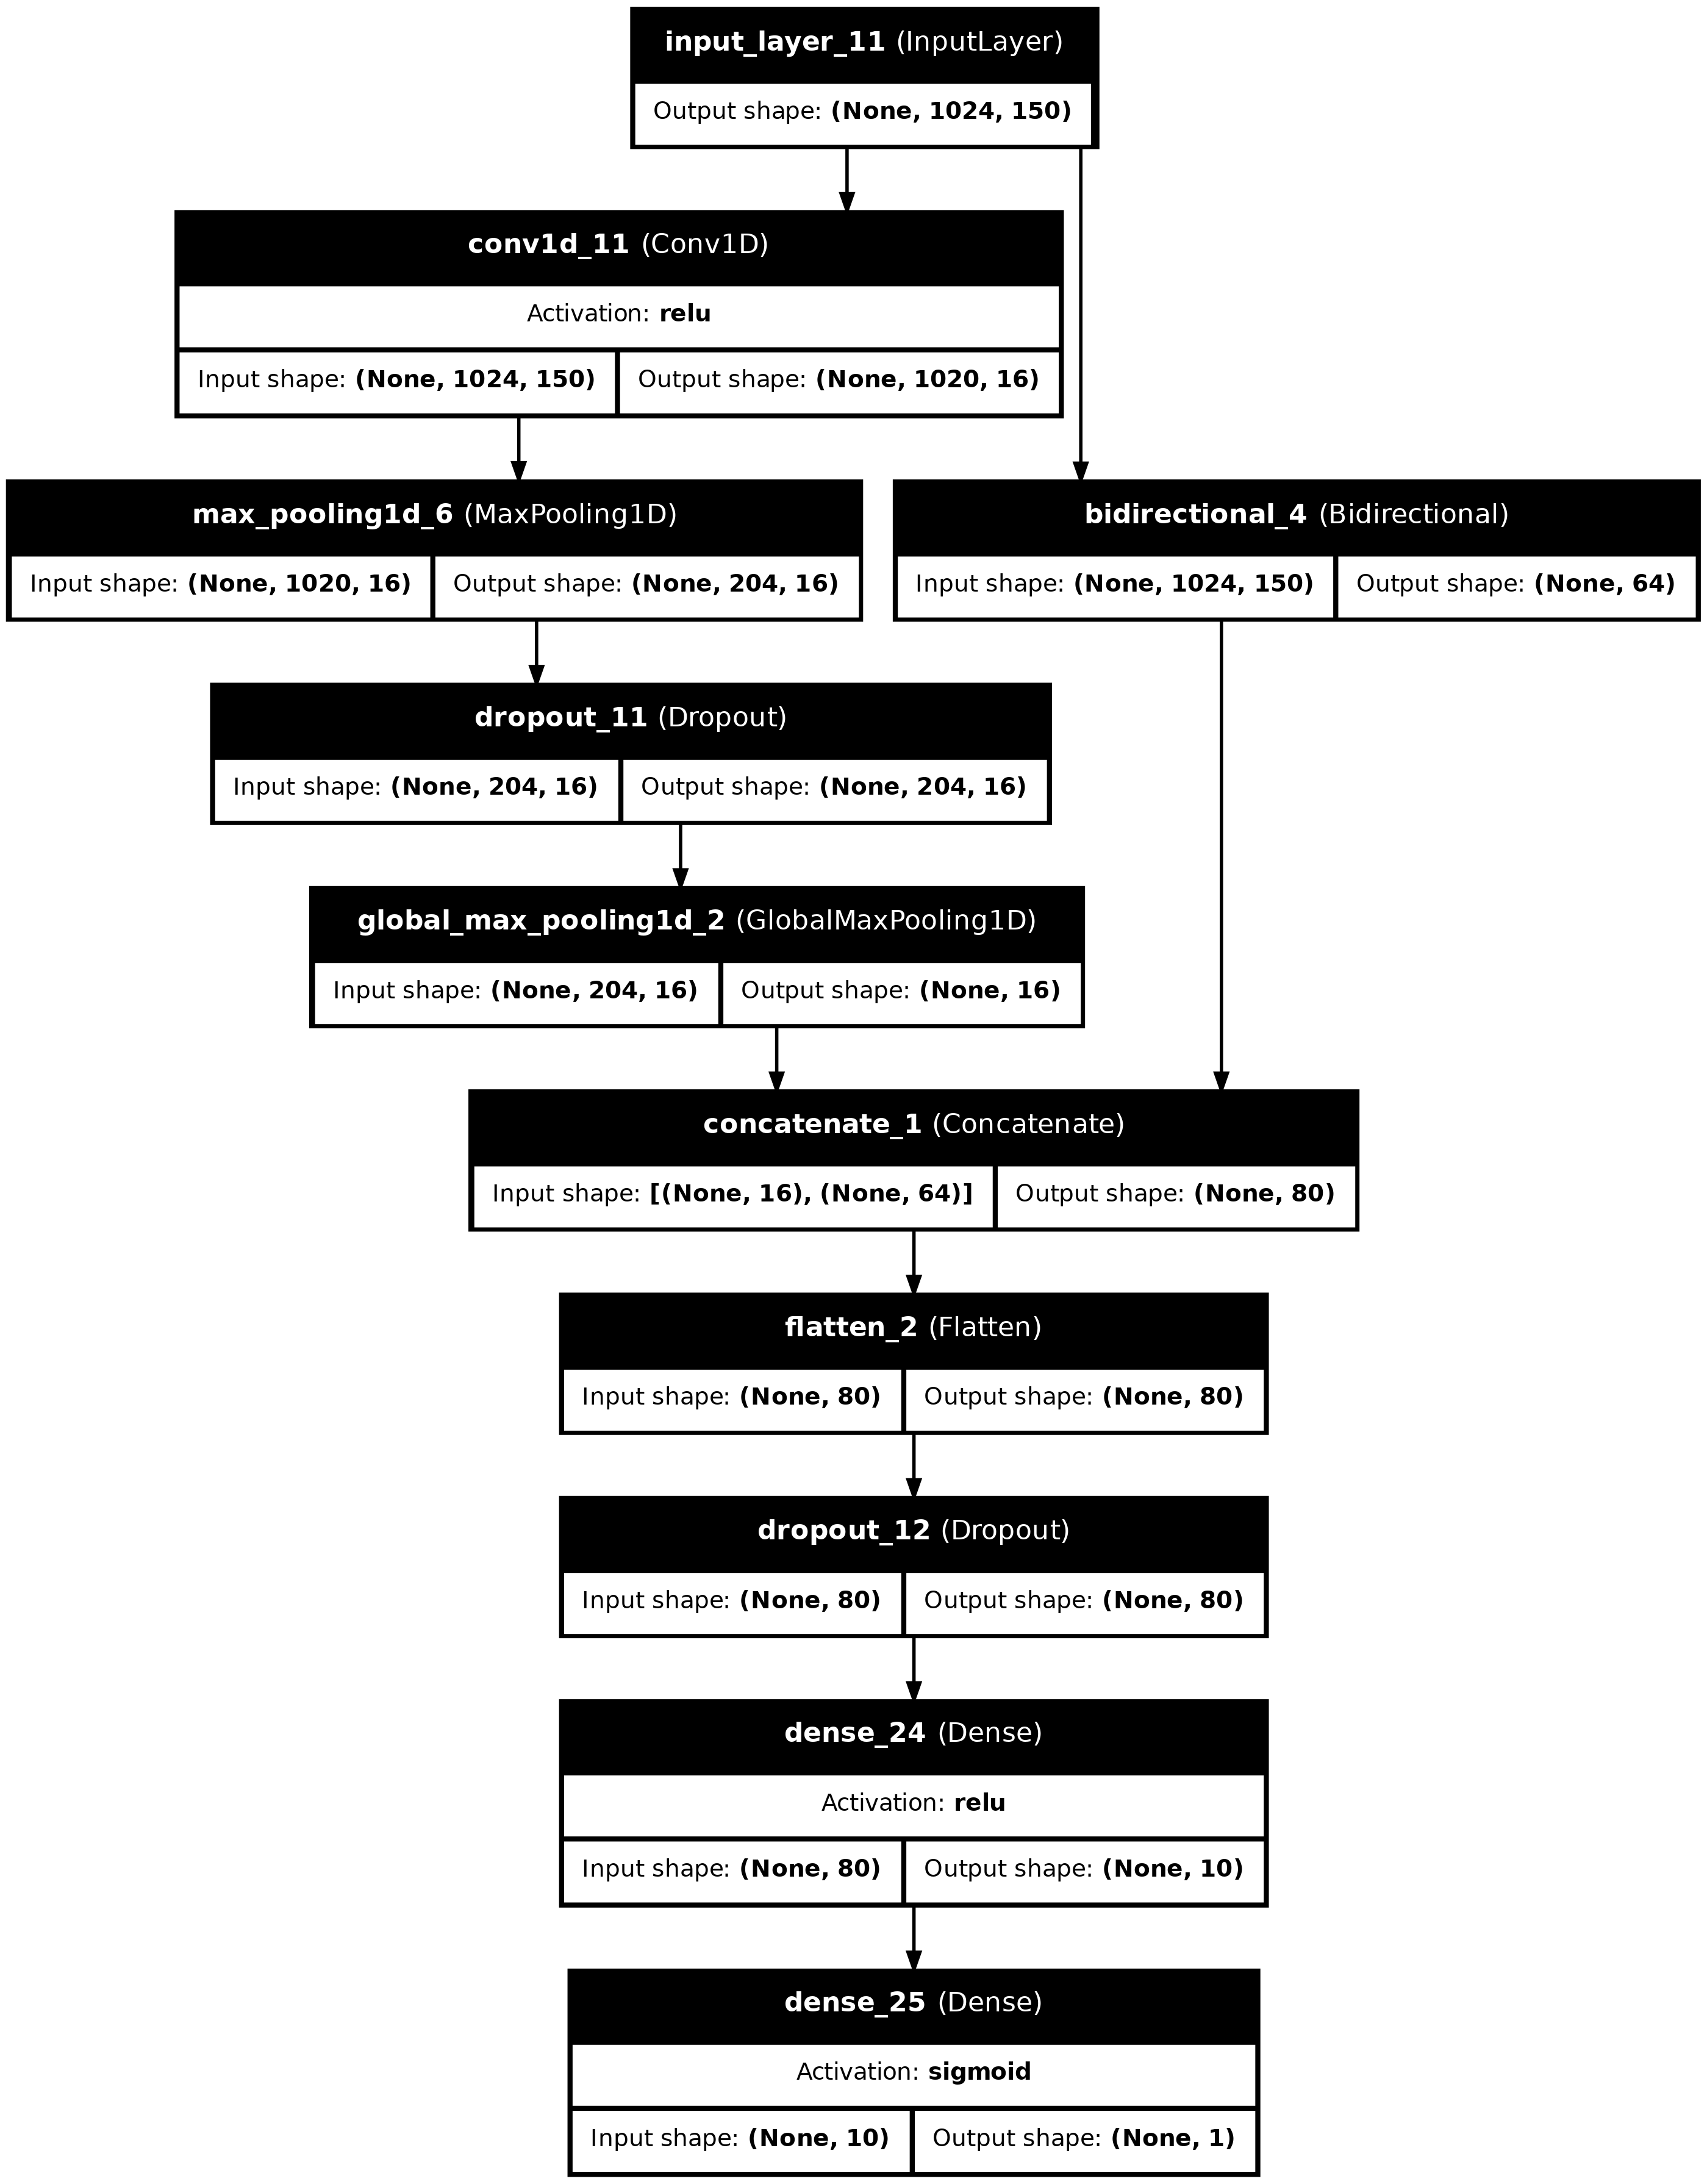 input_layer_11 (InputLayer)
Output shape: (None, 1024, 150)
conv1d_11 (Conv1D)
Activation: relu
Input shape: (None, 1024, 150) Output shape: (None, 1020, 16)
max_pooling1d_6 (MaxPooling1D)
Input shape: (None, 1020, 16) Output shape: (None, 204, 16)
bidirectional_4 (Bidirectional)
Input shape: (None, 1024, 150) Output shape: (None, 64)
dropout_11 (Dropout)
Input shape: (None, 204, 16) Output shape: (None, 204, 16)
global_max_pooling1d_2 (GlobalMaxPooling1D)
Input shape: (None, 204, 16) Output shape: (None, 16)
concatenate_1 (Concatenate)
Input shape: [(None, 16), (None, 64)] Output shape: (None, 80)
flatten_2 (Flatten)
Input shape: (None, 80) Output shape: (None, 80)
dropout_12 (Dropout)
Input shape: (None, 80) Output shape: (None, 80)
dense_24 (Dense)
Activation: relu
Input shape: (None, 80) Output shape: (None, 10)
dense_25 (Dense)
Activation: sigmoid
Input shape: (None, 10) Output shape: (None, 1)